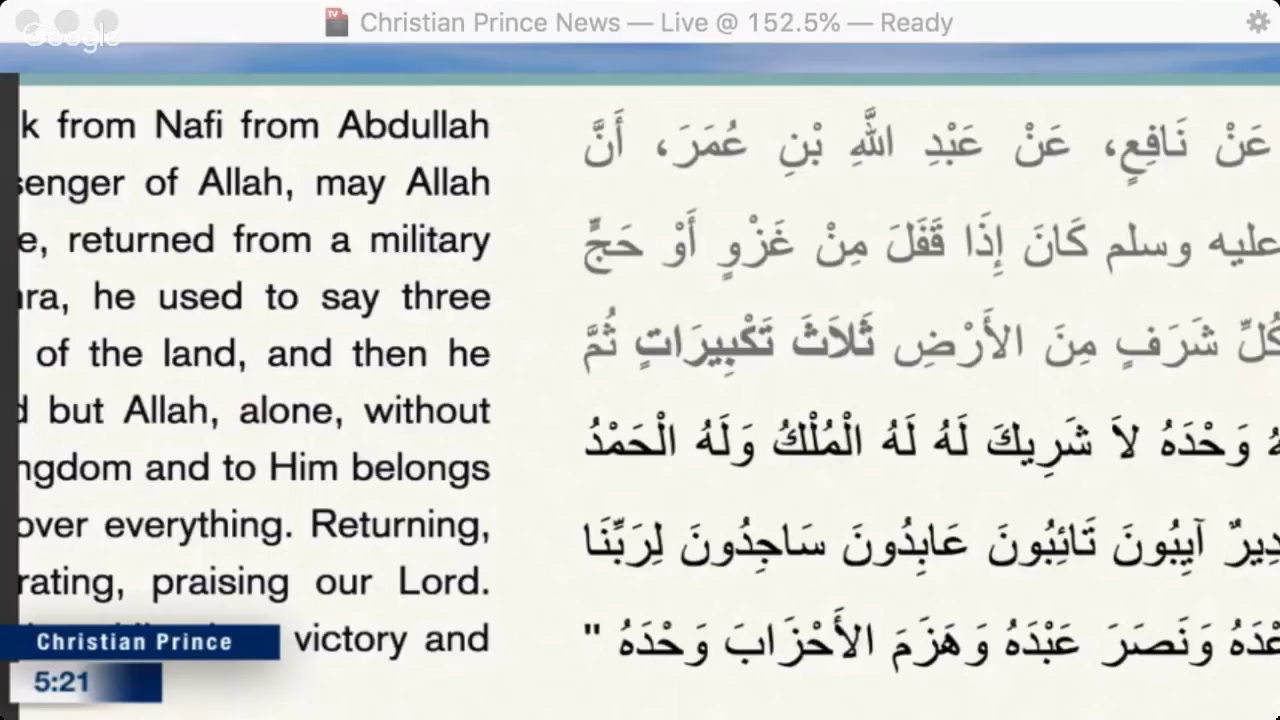 Google
Christian Prince News — Live @ 152.5% — Ready
k from Nafi from Abdullah
senger of Allah, may Allah
e, returned from a military
ra, he used to say three
of the land, and then he
d but Allah, alone, without
ngdom and to Him belongs
over everything. Returning,
rating, praising our Lord.
victory and
عَنْ نَافِعٍ، عَنْ عَبْدِ اللَّهِ بْنِ عُمَرَ، أَنَّ
عليه وسلم كَانَ إِذَا قَفَلَ مِنْ غَزْوٍ أَوْ حَجٍّ
كُلِّ شَرَفٍ مِنَ الأَرْضِ ثَلاَثَ تَكْبِيرَاتٍ ثُمَّ
وَحْدَهُ لاَ شَرِيكَ لَهُ لَهُ الْمُلْكُ وَلَهُ الْحَمْدُ
دِيرٌ آيِبُونَ تَائِبُونَ عَابِدُونَ سَاجِدُونَ لِرَبِّنَا
عْدَهُ وَنَصَرَ عَبْدَهُ وَهَزَمَ الأَحْزَابَ وَحْدَهُ "
Christian Prince
5:21